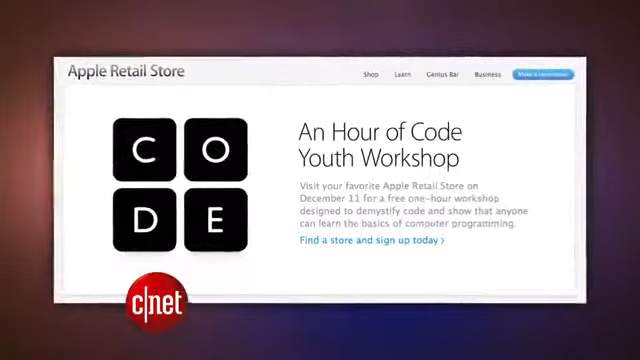 Apple Retail Store
Shop Learn Genius Bar Business Make a reservation
C O
D E
An Hour of Code
Youth Workshop
Visit your favorite Apple Retail Store on
December 11 for a free one-hour workshop
designed to demystify code and show that anyone
can learn the basics of computer programming.
Find a store and sign up today ›
c|net